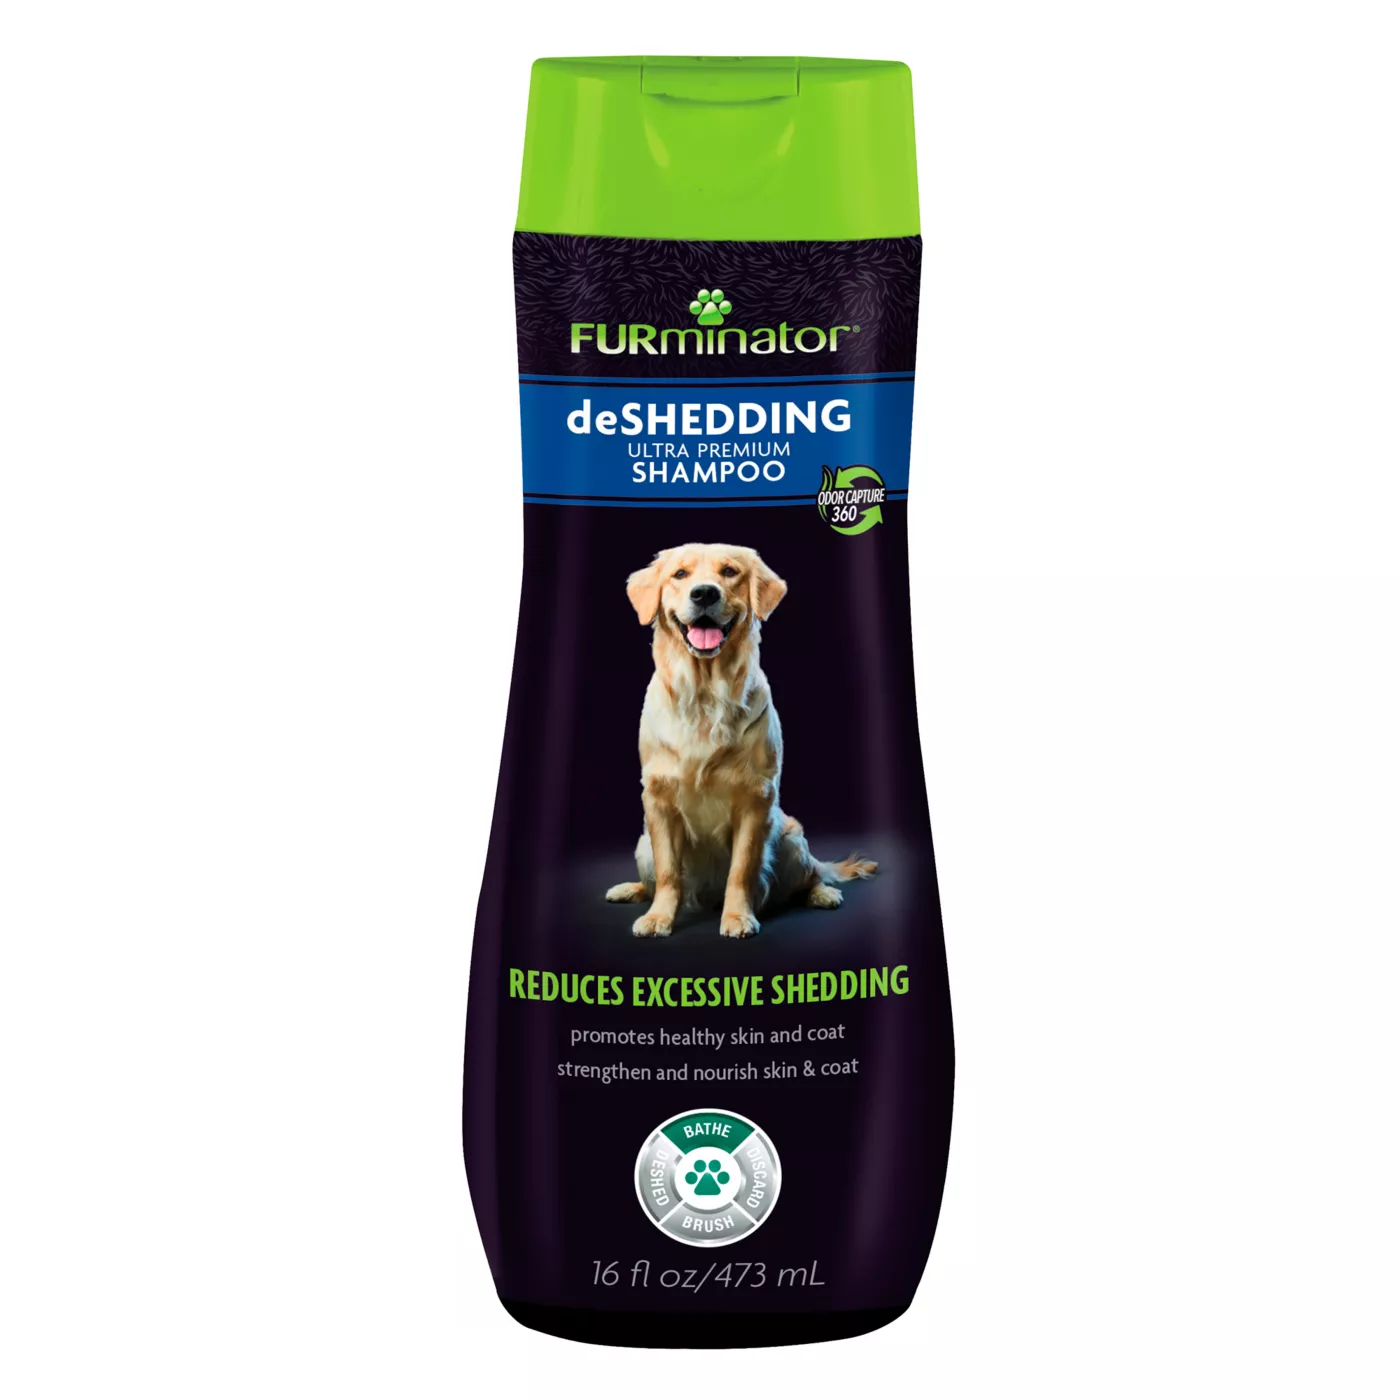 FURminator®
deSHEDDING
ULTRA PREMIUM
SHAMPOO
ODOR CAPTURE
360
REDUCES EXCESSIVE SHEDDING
promotes healthy skin and coat
strengthen and nourish skin & coat
BATHE
DESHED
DISCARD
BRUSH
16 fl oz/473 mL